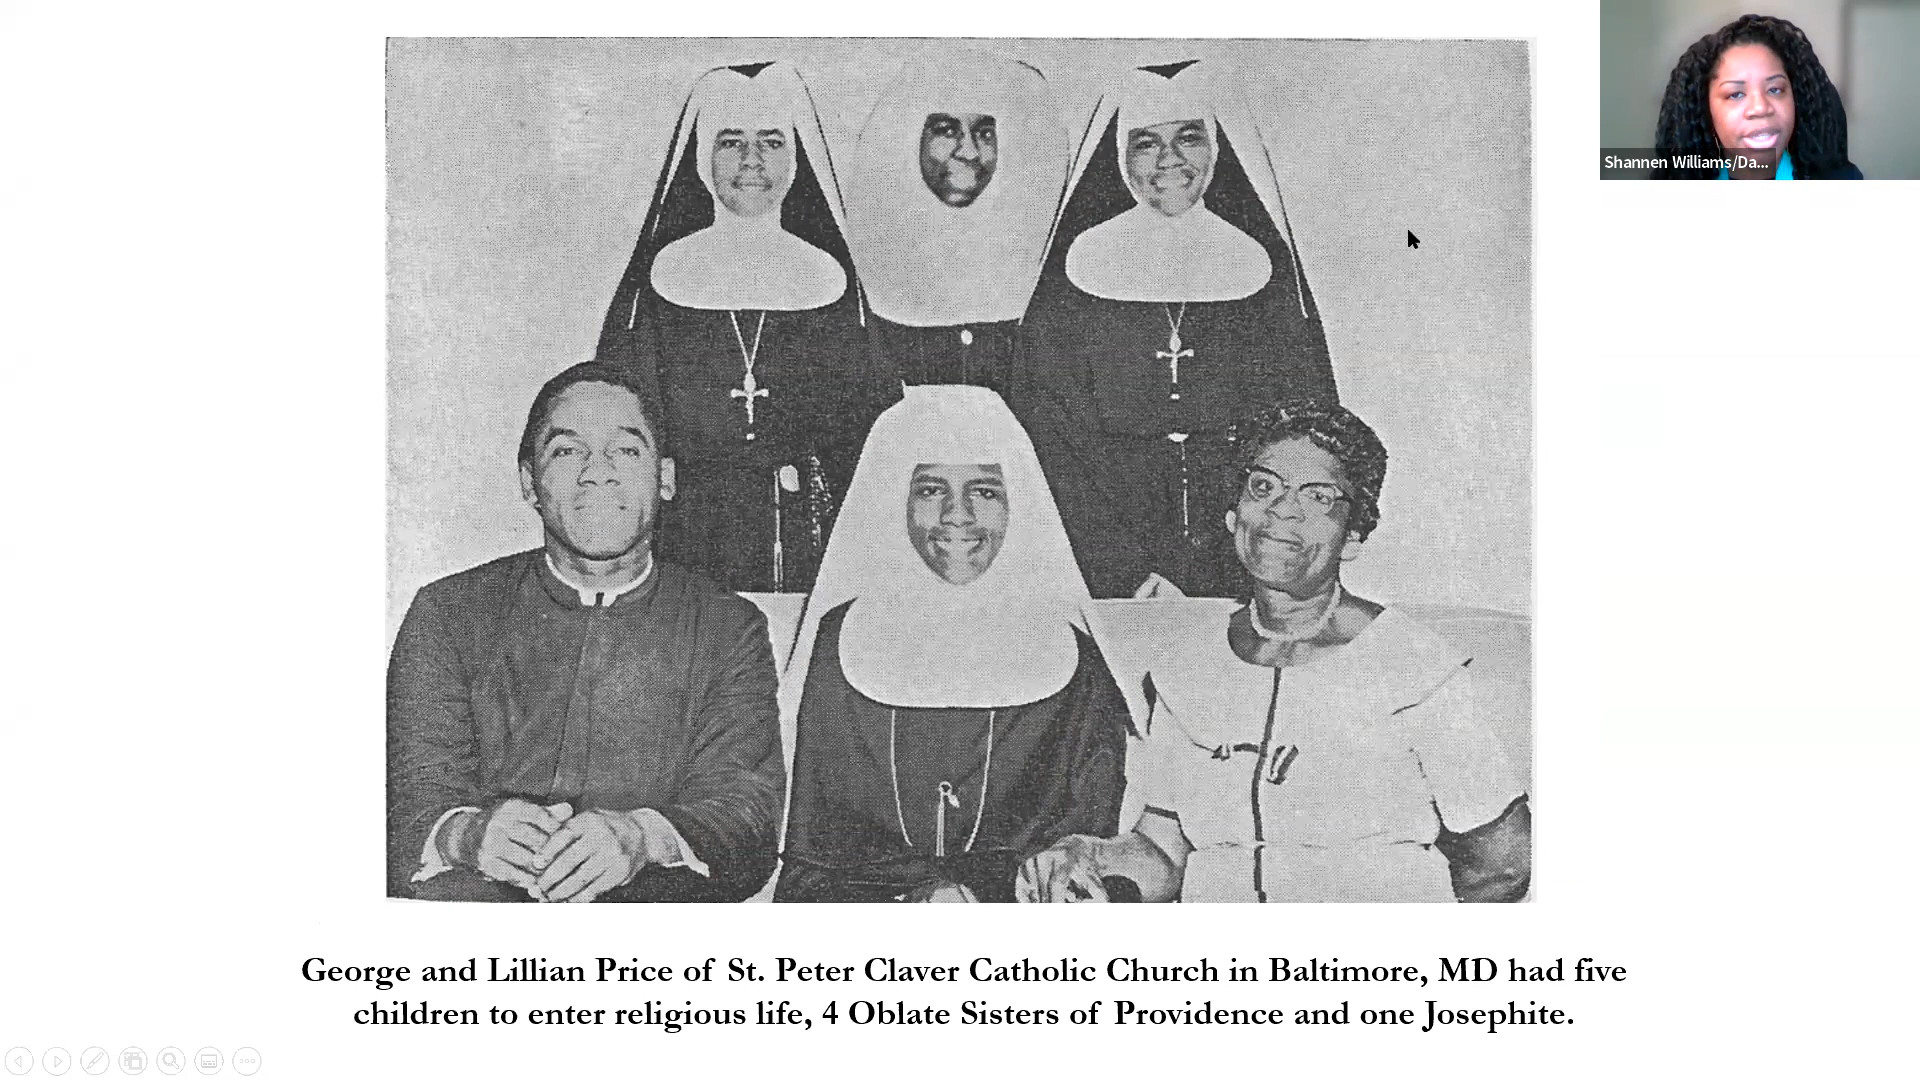 Shannen Williams/Da...
George and Lillian Price of St. Peter Claver Catholic Church in Baltimore, MD had five
children to enter religious life, 4 Oblate Sisters of Providence and one Josephite.